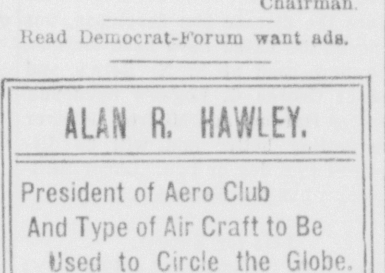 Chairman.
Read Democrat-Forum want ads.
ALAN R. HAWLEY.
President of Aero Club
And Type of Air Craft to Be
Used to Circle the Globe.